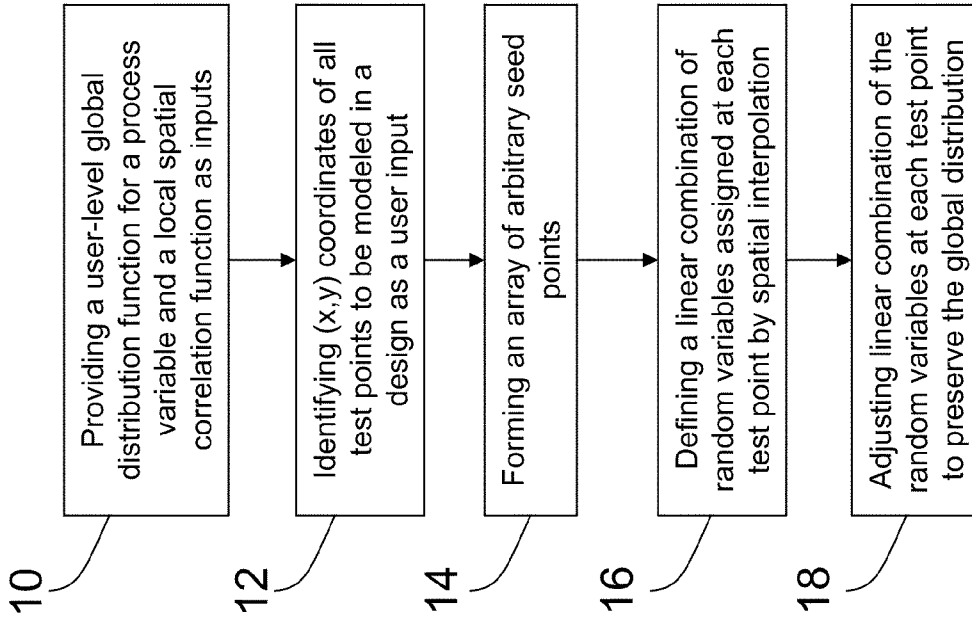 10
Providing a user-level global
distribution function for a process
variable and a local spatial
correlation function as inputs
12
Identifying (x,y) coordinates of all
test points to be modeled in a
design as a user input
14
Forming an array of arbitrary seed
points
16
Defining a linear combination of
random variables assigned at each
test point by spatial interpolation
18
Adjusting linear combination of the
random variables at each test point
to preserve the global distribution